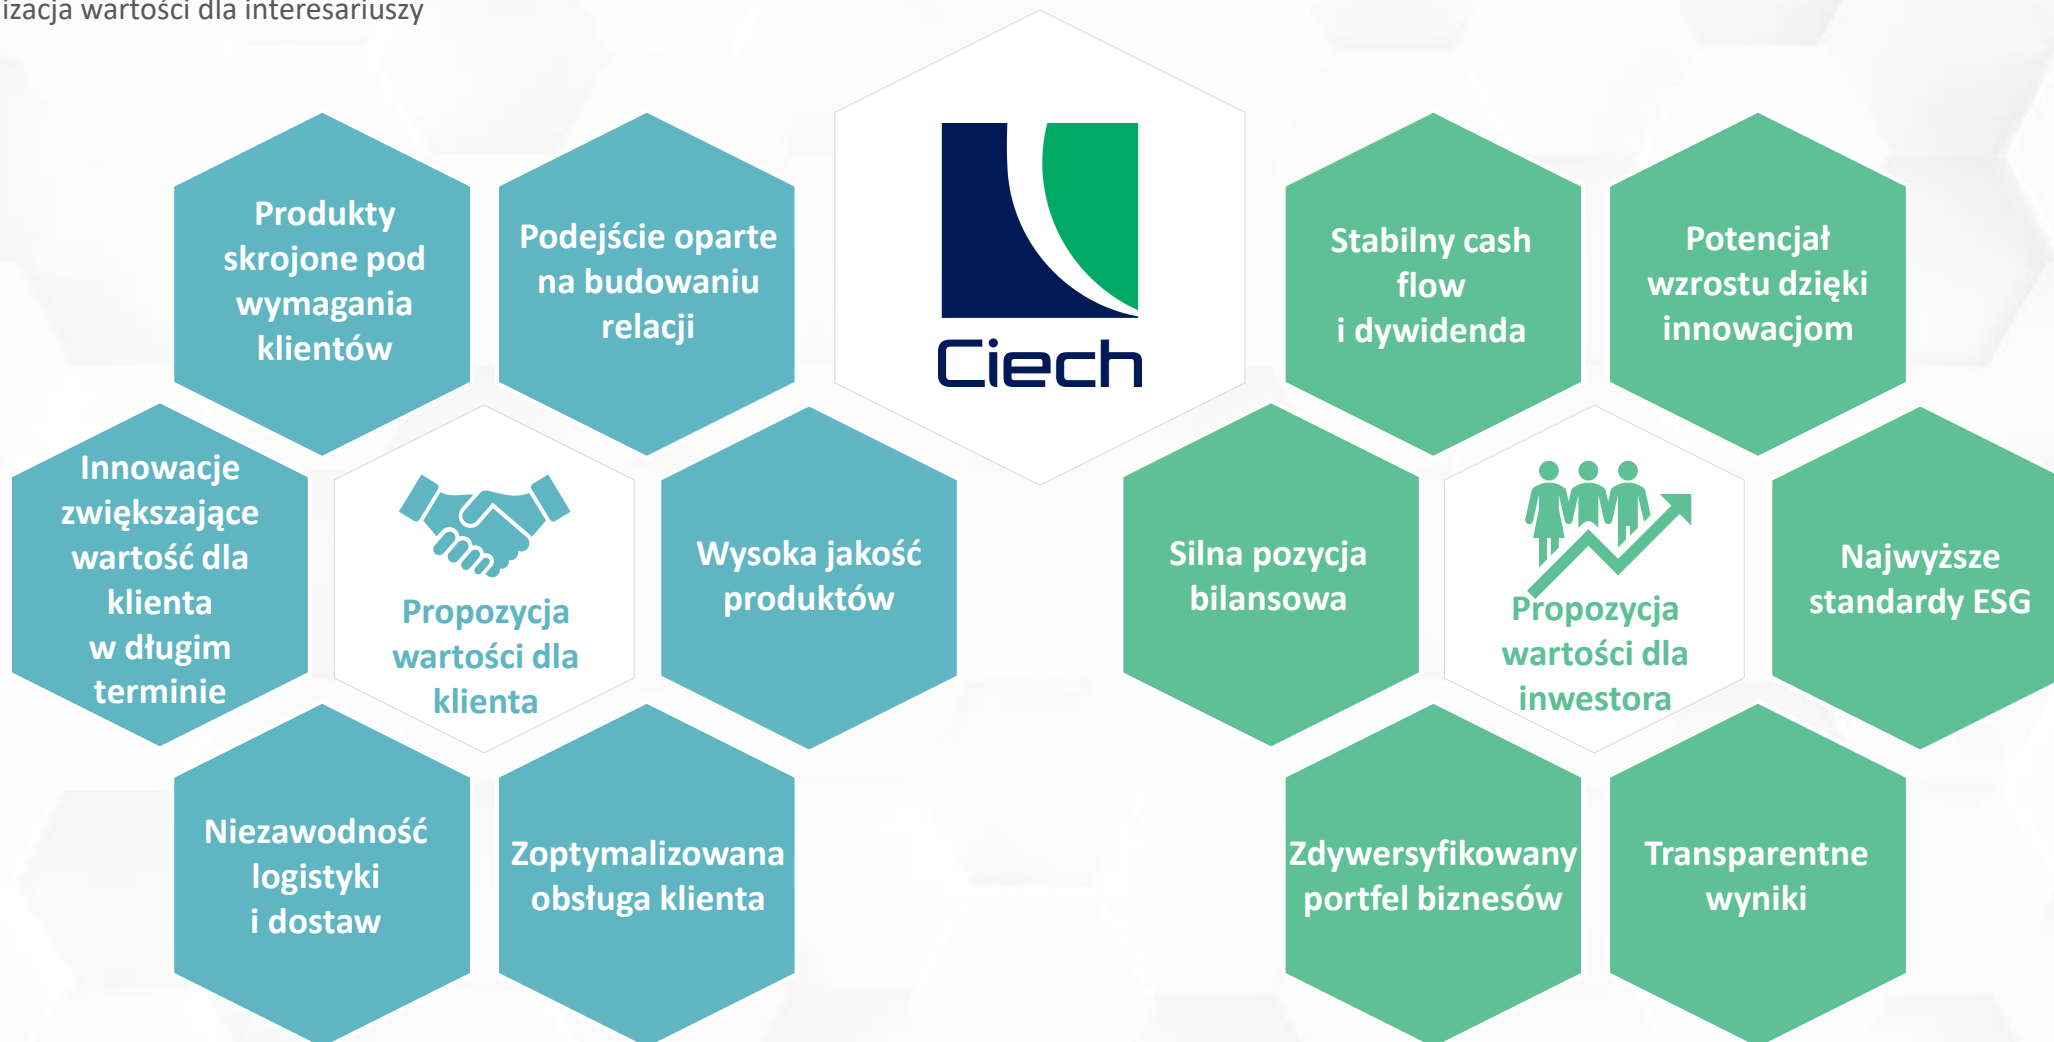 wartości dla interesariuszy
Produkty
skrojone pod
wymagania
klientów
Podejście oparte
na budowaniu
relacji
Innowacje
zwiększające
wartość dla
klienta
w długim
terminie
Propozycja
wartości dla
klienta
Wysoka jakość
produktów
Niezawodność
logistyki
i dostaw
Zoptymalizowana
obsługa klienta
Ciech
Stabilny cash
flow
i dywidenda
Potencjał
wzrostu dzięki
innowacjom
Silna pozycja
bilansowa
Propozycja
wartości dla
inwestora
Najwyższe
standardy ESG
Zdywersyfikowany
portfel biznesów
Transparentne
wyniki